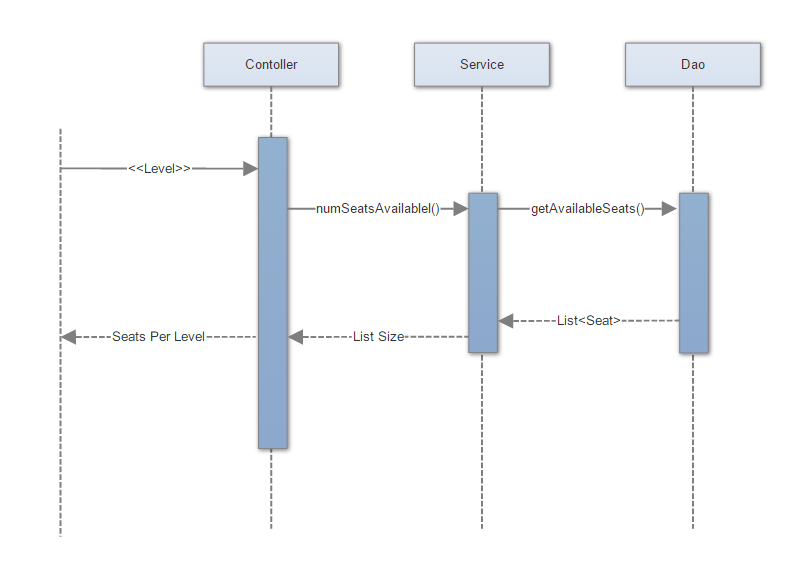 Contoller
Service
Dao
<<Level>>
numSeatsAvailablel()
getAvailableSeats()
List<Seat>
Seats Per Level
List Size